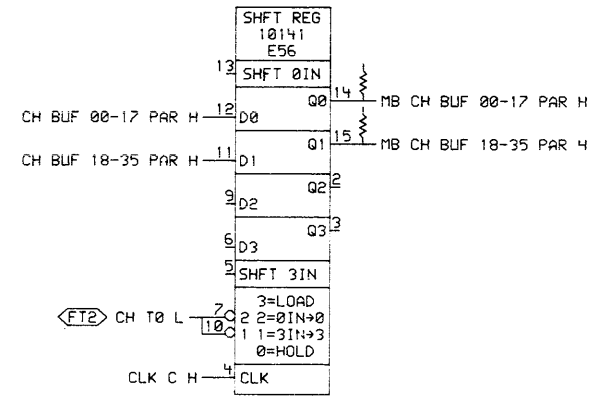 SHFT REG
10141
E56
13 SHFT 0IN
Q0 14 MB CH BUF 00-17 PAR H
CH BUF 00-17 PAR H 12 D0
Q1 15 MB CH BUF 18-35 PAR H
CH BUF 18-35 PAR H 11 D1
Q2 2
9 D2
Q3 3
6 D3
5 SHFT 3IN
3=LOAD
FT2 CH T0 L 7 2 2=0IN→0
10 1 1=3IN→3
0=HOLD
CLK C H 4 CLK